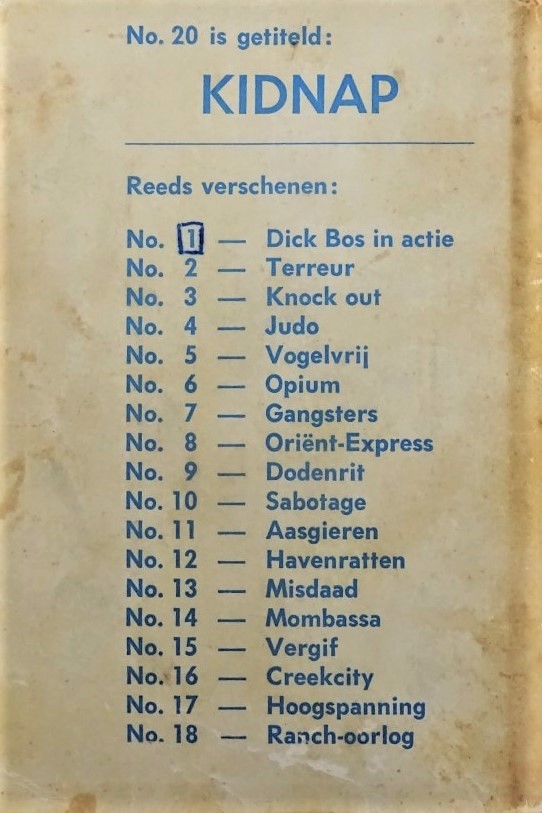 No. 20 is getiteld:
KIDNAP
Reeds verschenen:
No. 1 — Dick Bos in actie
No. 2 — Terreur
No. 3 — Knock out
No. 4 — Judo
No. 5 — Vogelvrij
No. 6 — Opium
No. 7 — Gangsters
No. 8 — Oriënt-Express
No. 9 — Dodenrit
No. 10 — Sabotage
No. 11 — Aasgieren
No. 12 — Havenratten
No. 13 — Misdaad
No. 14 — Mombassa
No. 15 — Vergif
No. 16 — Creekcity
No. 17 — Hoogspanning
No. 18 — Ranch-oorlog